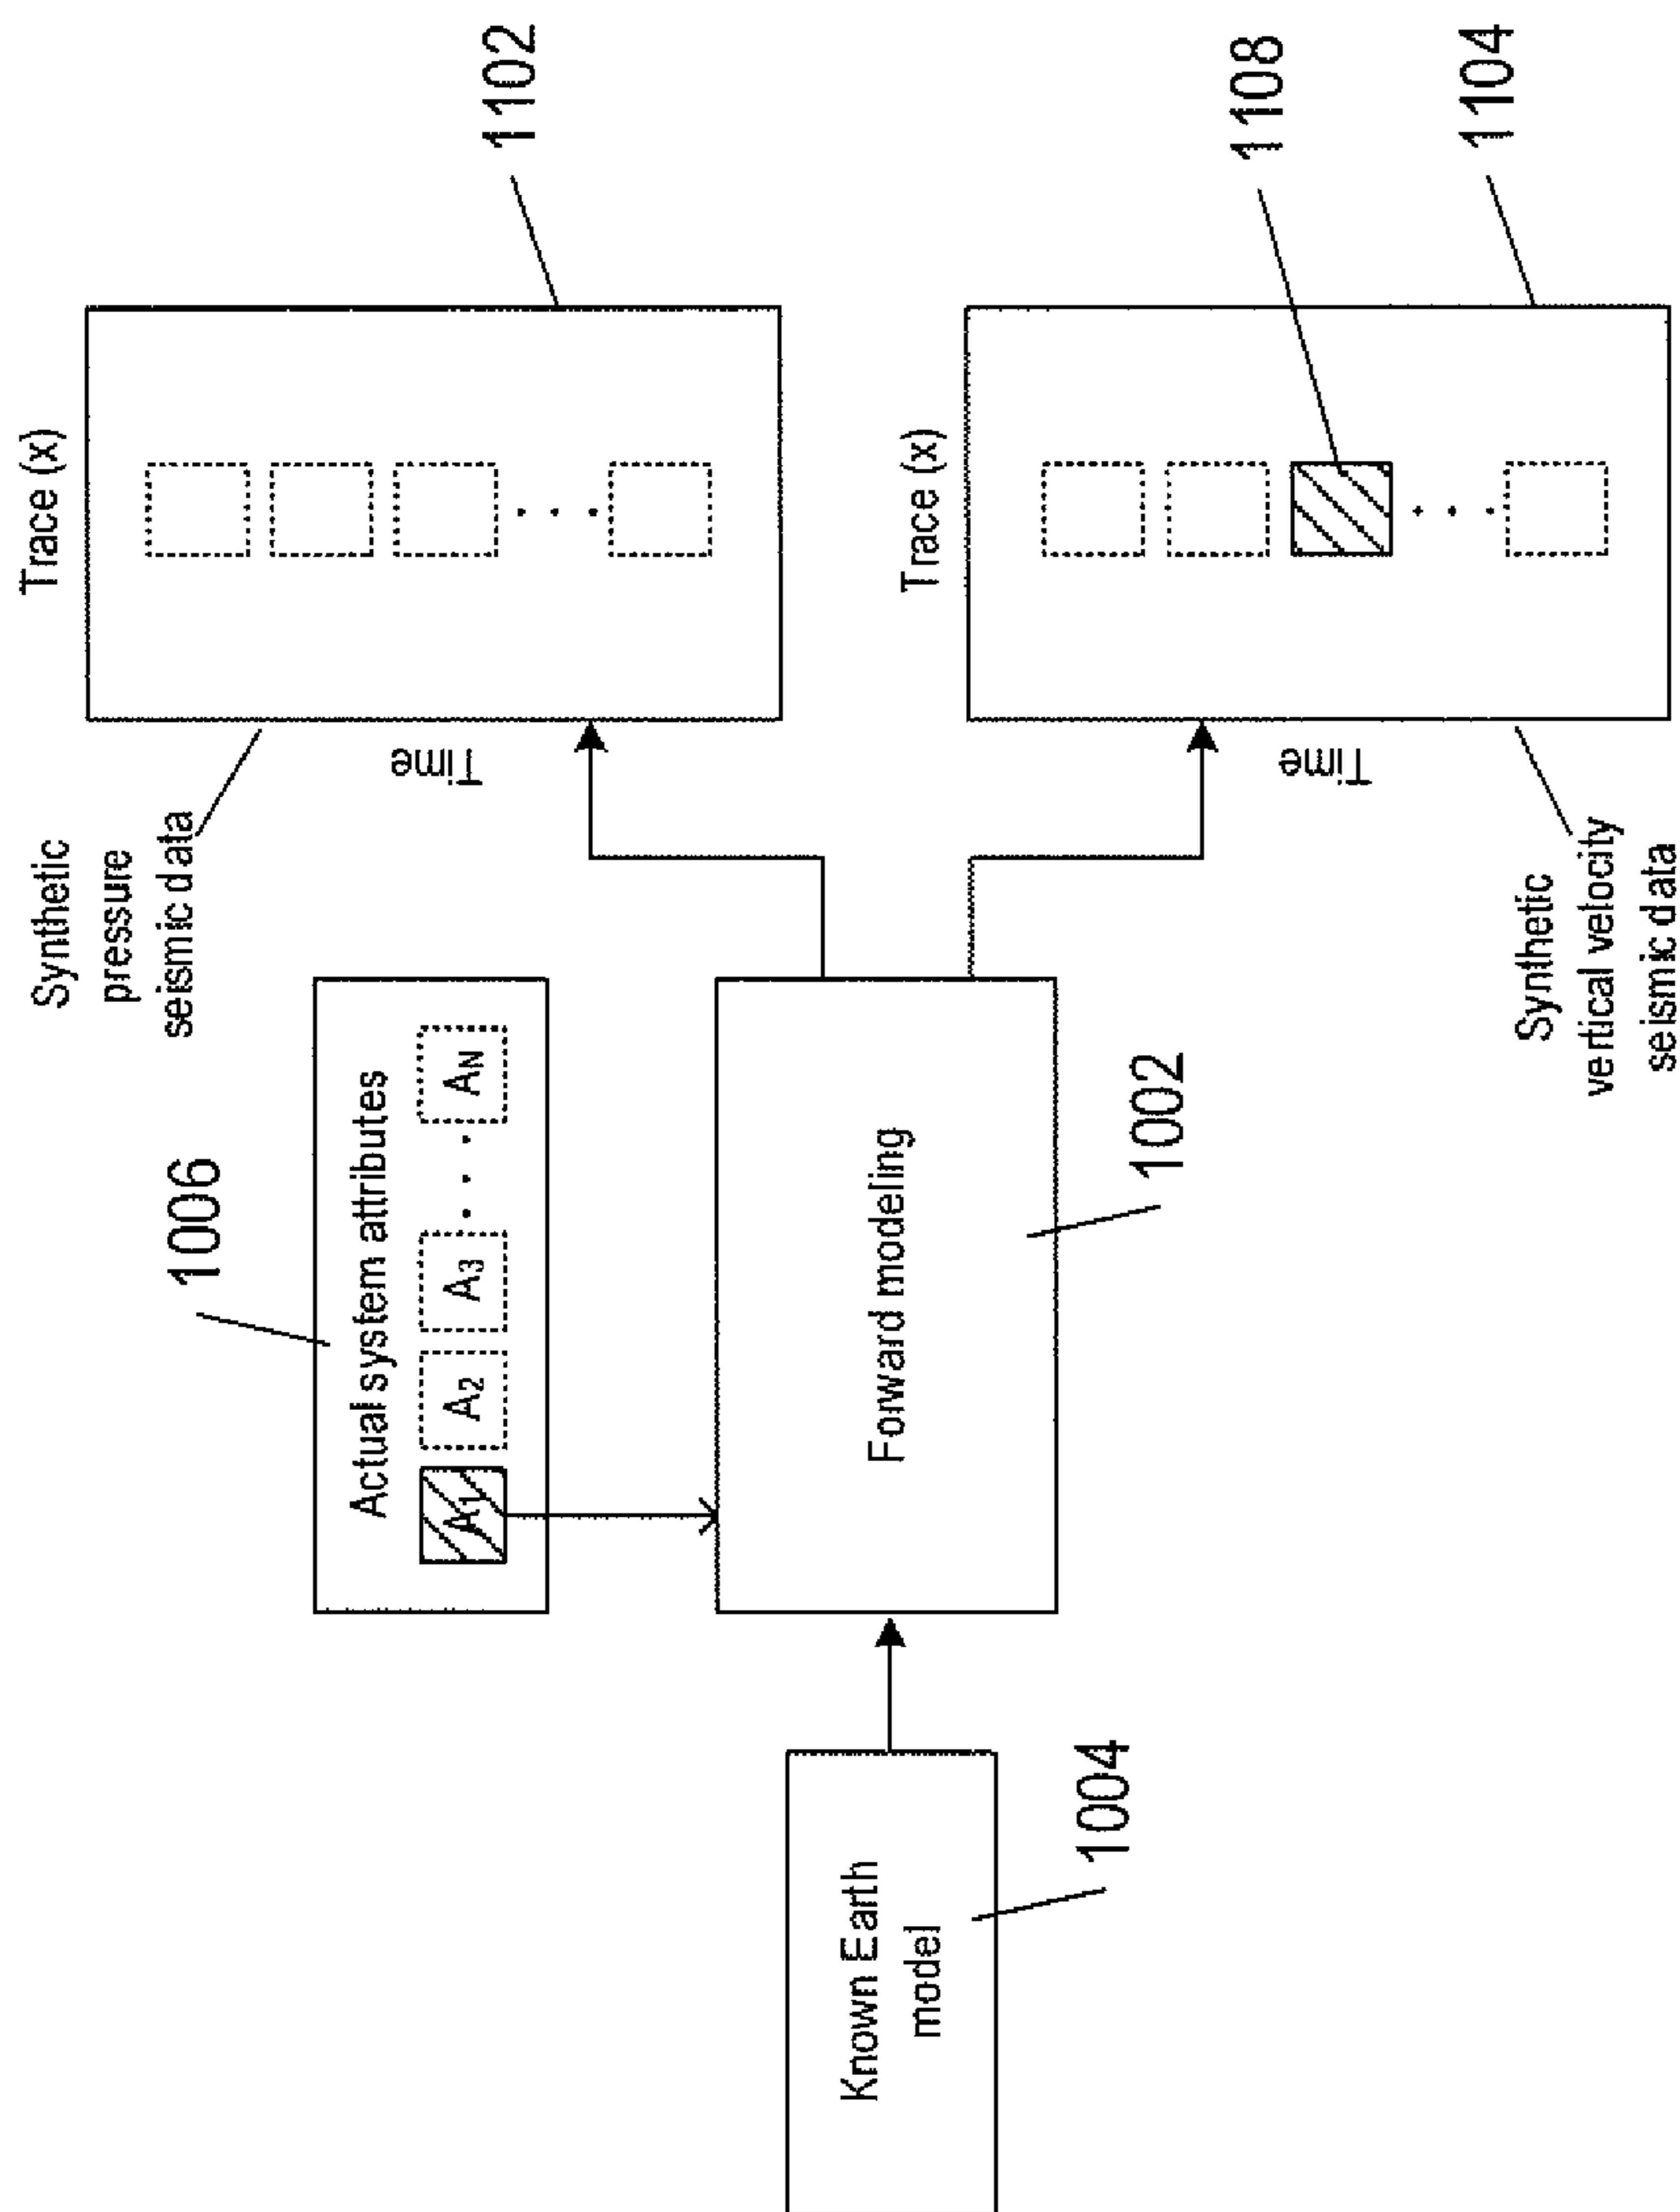 Known Earth
model
1004
1006
Actual system attributes
A1
A2
A3
. . .
AN
Forward modeling
1002
Synthetic
pressure
seismic data
Trace (x)
Time
. . .
1102
Synthetic
vertical velocity
seismic data
Trace (x)
Time
. . .
1108
1104